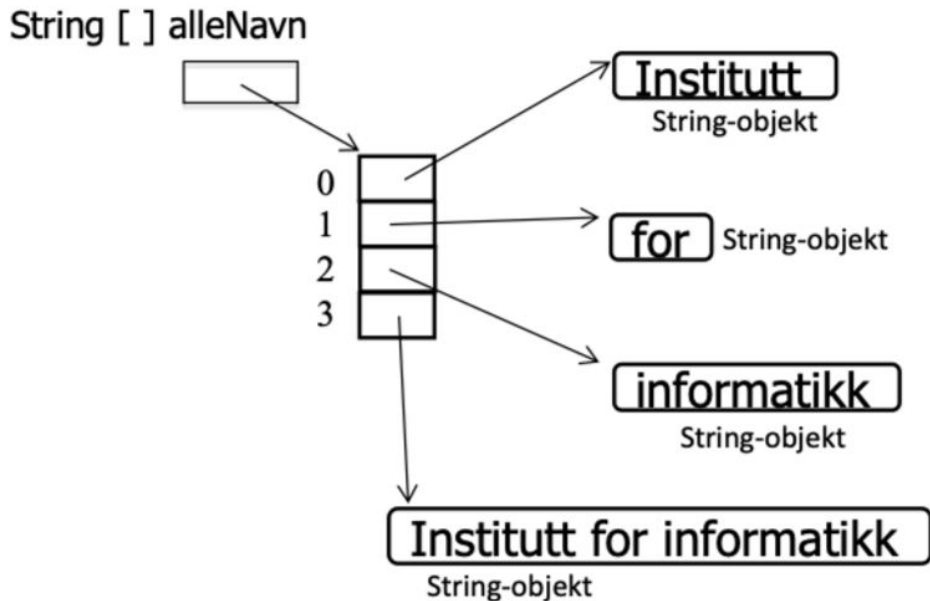 String [ ] alleNavn
Institutt
String-objekt
0
1
for String-objekt
2
3
informatikk
String-objekt
Institutt for informatikk
String-objekt